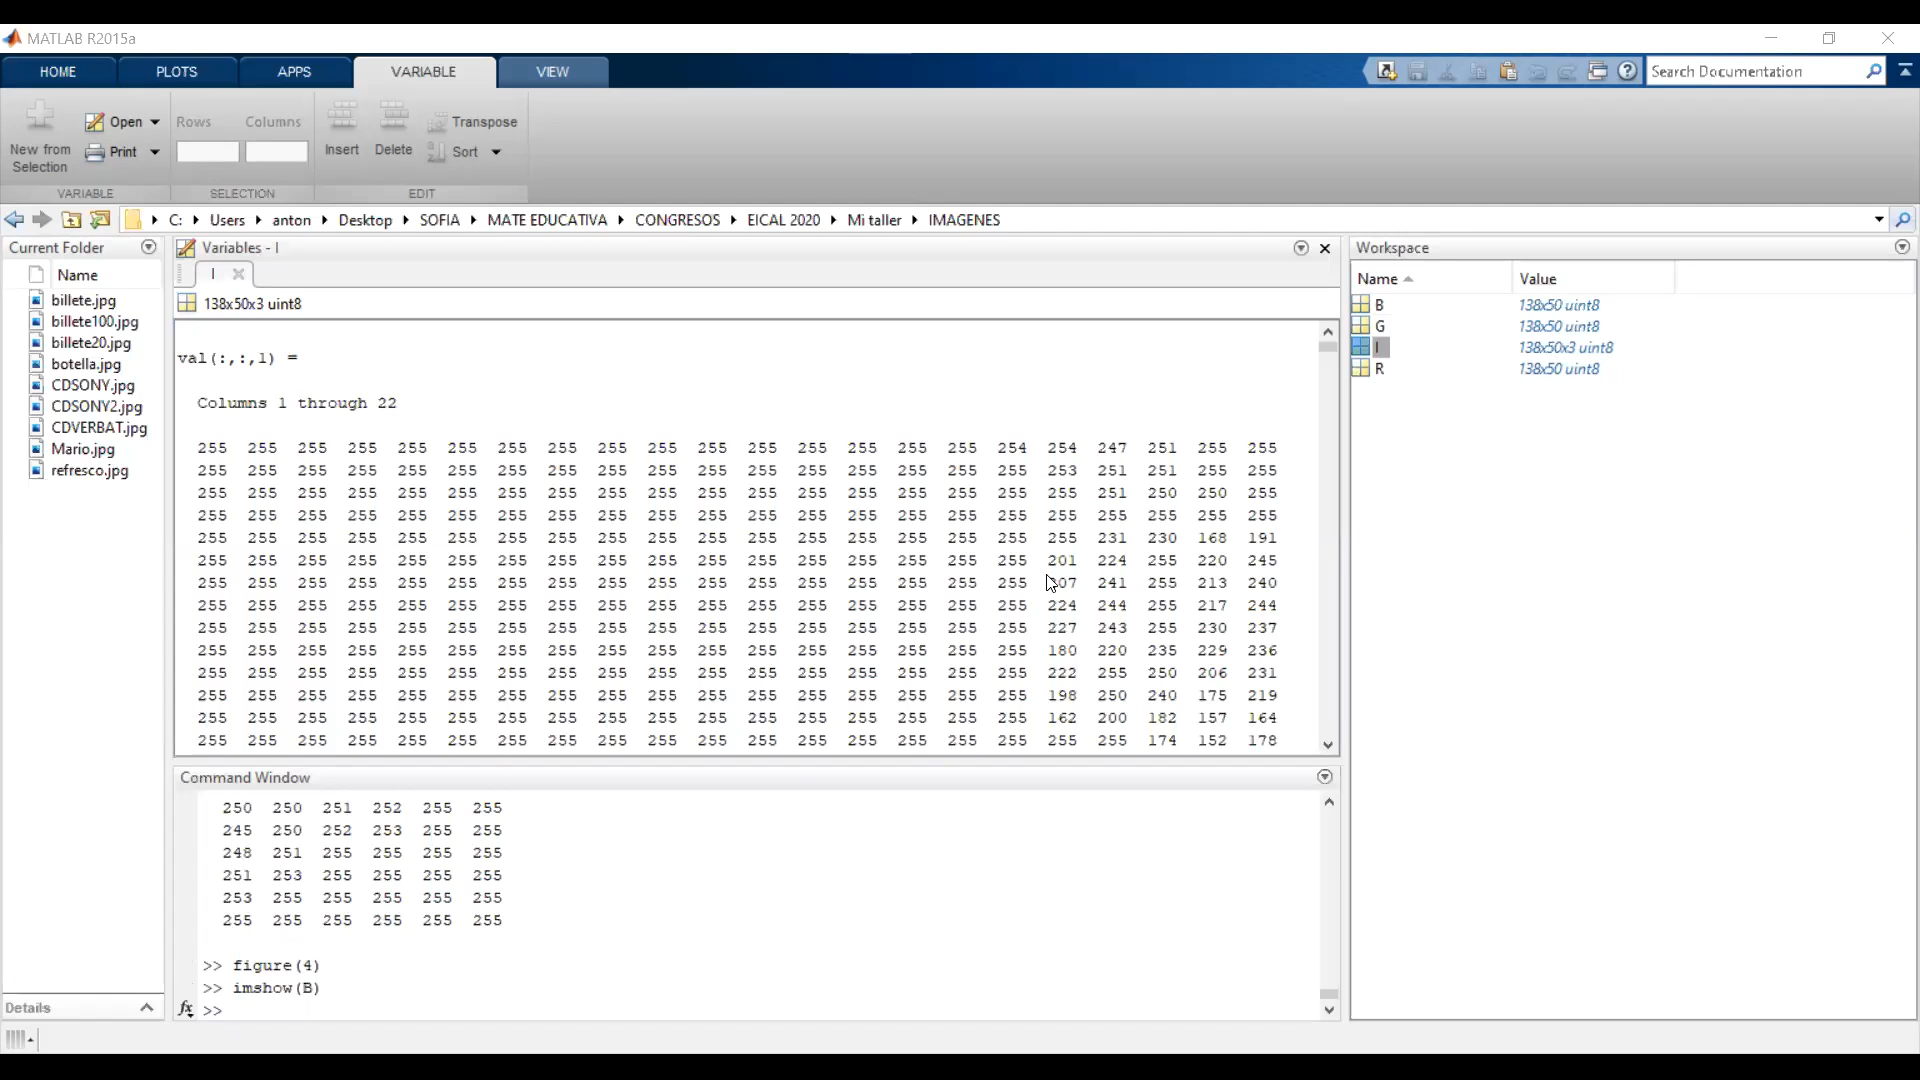 MATLAB R2015a
HOME PLOTS APPS VARIABLE VIEW
Search Documentation
New from Selection
Open
Print
Rows Columns
Insert Delete
Transpose
Sort
VARIABLE SELECTION EDIT
C: Users anton Desktop SOFIA MATE EDUCATIVA CONGRESOS EICAL 2020 Mi taller IMAGENES
Current Folder
Name
billete.jpg
billete100.jpg
billete20.jpg
botella.jpg
CDSONY.jpg
CDSONY2.jpg
CDVERBAT.jpg
Mario.jpg
refresco.jpg
Details
Variables - I
I
138x50x3 uint8
val(:,:,1) =
Columns 1 through 22
255 255 255 255 255 255 255 255 255 255 255 255 255 255 255 255 254 254 247 251 255 255
255 255 255 255 255 255 255 255 255 255 255 255 255 255 255 255 255 253 251 251 255 255
255 255 255 255 255 255 255 255 255 255 255 255 255 255 255 255 255 255 251 250 250 255
255 255 255 255 255 255 255 255 255 255 255 255 255 255 255 255 255 255 255 255 255 255
255 255 255 255 255 255 255 255 255 255 255 255 255 255 255 255 255 255 231 230 168 191
255 255 255 255 255 255 255 255 255 255 255 255 255 255 255 255 255 201 224 255 220 245
255 255 255 255 255 255 255 255 255 255 255 255 255 255 255 255 255 07 241 255 213 240
255 255 255 255 255 255 255 255 255 255 255 255 255 255 255 255 255 224 244 255 217 244
255 255 255 255 255 255 255 255 255 255 255 255 255 255 255 255 255 227 243 255 230 237
255 255 255 255 255 255 255 255 255 255 255 255 255 255 255 255 255 180 220 235 229 236
255 255 255 255 255 255 255 255 255 255 255 255 255 255 255 255 255 222 255 250 206 231
255 255 255 255 255 255 255 255 255 255 255 255 255 255 255 255 255 198 250 240 175 219
255 255 255 255 255 255 255 255 255 255 255 255 255 255 255 255 255 162 200 182 157 164
255 255 255 255 255 255 255 255 255 255 255 255 255 255 255 255 255 255 255 174 152 178
Command Window
250 250 251 252 255 255
245 250 252 253 255 255
248 251 255 255 255 255
251 253 255 255 255 255
253 255 255 255 255 255
255 255 255 255 255 255
>> figure(4)
>> imshow(B)
fx >>
Workspace
Name Value
B 138x50 uint8
G 138x50 uint8
I 138x50x3 uint8
R 138x50 uint8